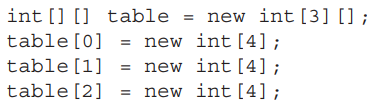 int[][] table = new int[3][];
table[0] = new int[4];
table[1] = new int[4];
table[2] = new int[4];